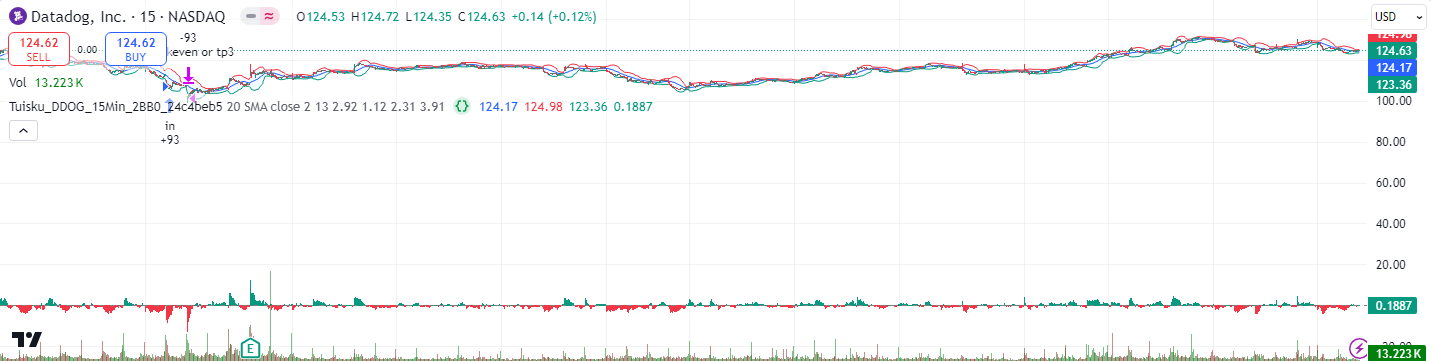 Datadog, Inc. · 15 · NASDAQ O124.53 H124.72 L124.35 C124.63 +0.14 (+0.12%)
USD
124.62 SELL
0.00
124.62 BUY
-93
keven or tp3
124.98
124.63
124.17
123.36
Vol 13.223 K
Tuisku_DDOG_15Min_2BB0_24c4beb5 20 SMA close 2 13 2.92 1.12 2.31 3.91 124.17 124.98 123.36 0.1887
100.00
in
+93
80.00
60.00
40.00
20.00
0.1887
E
13.223 K